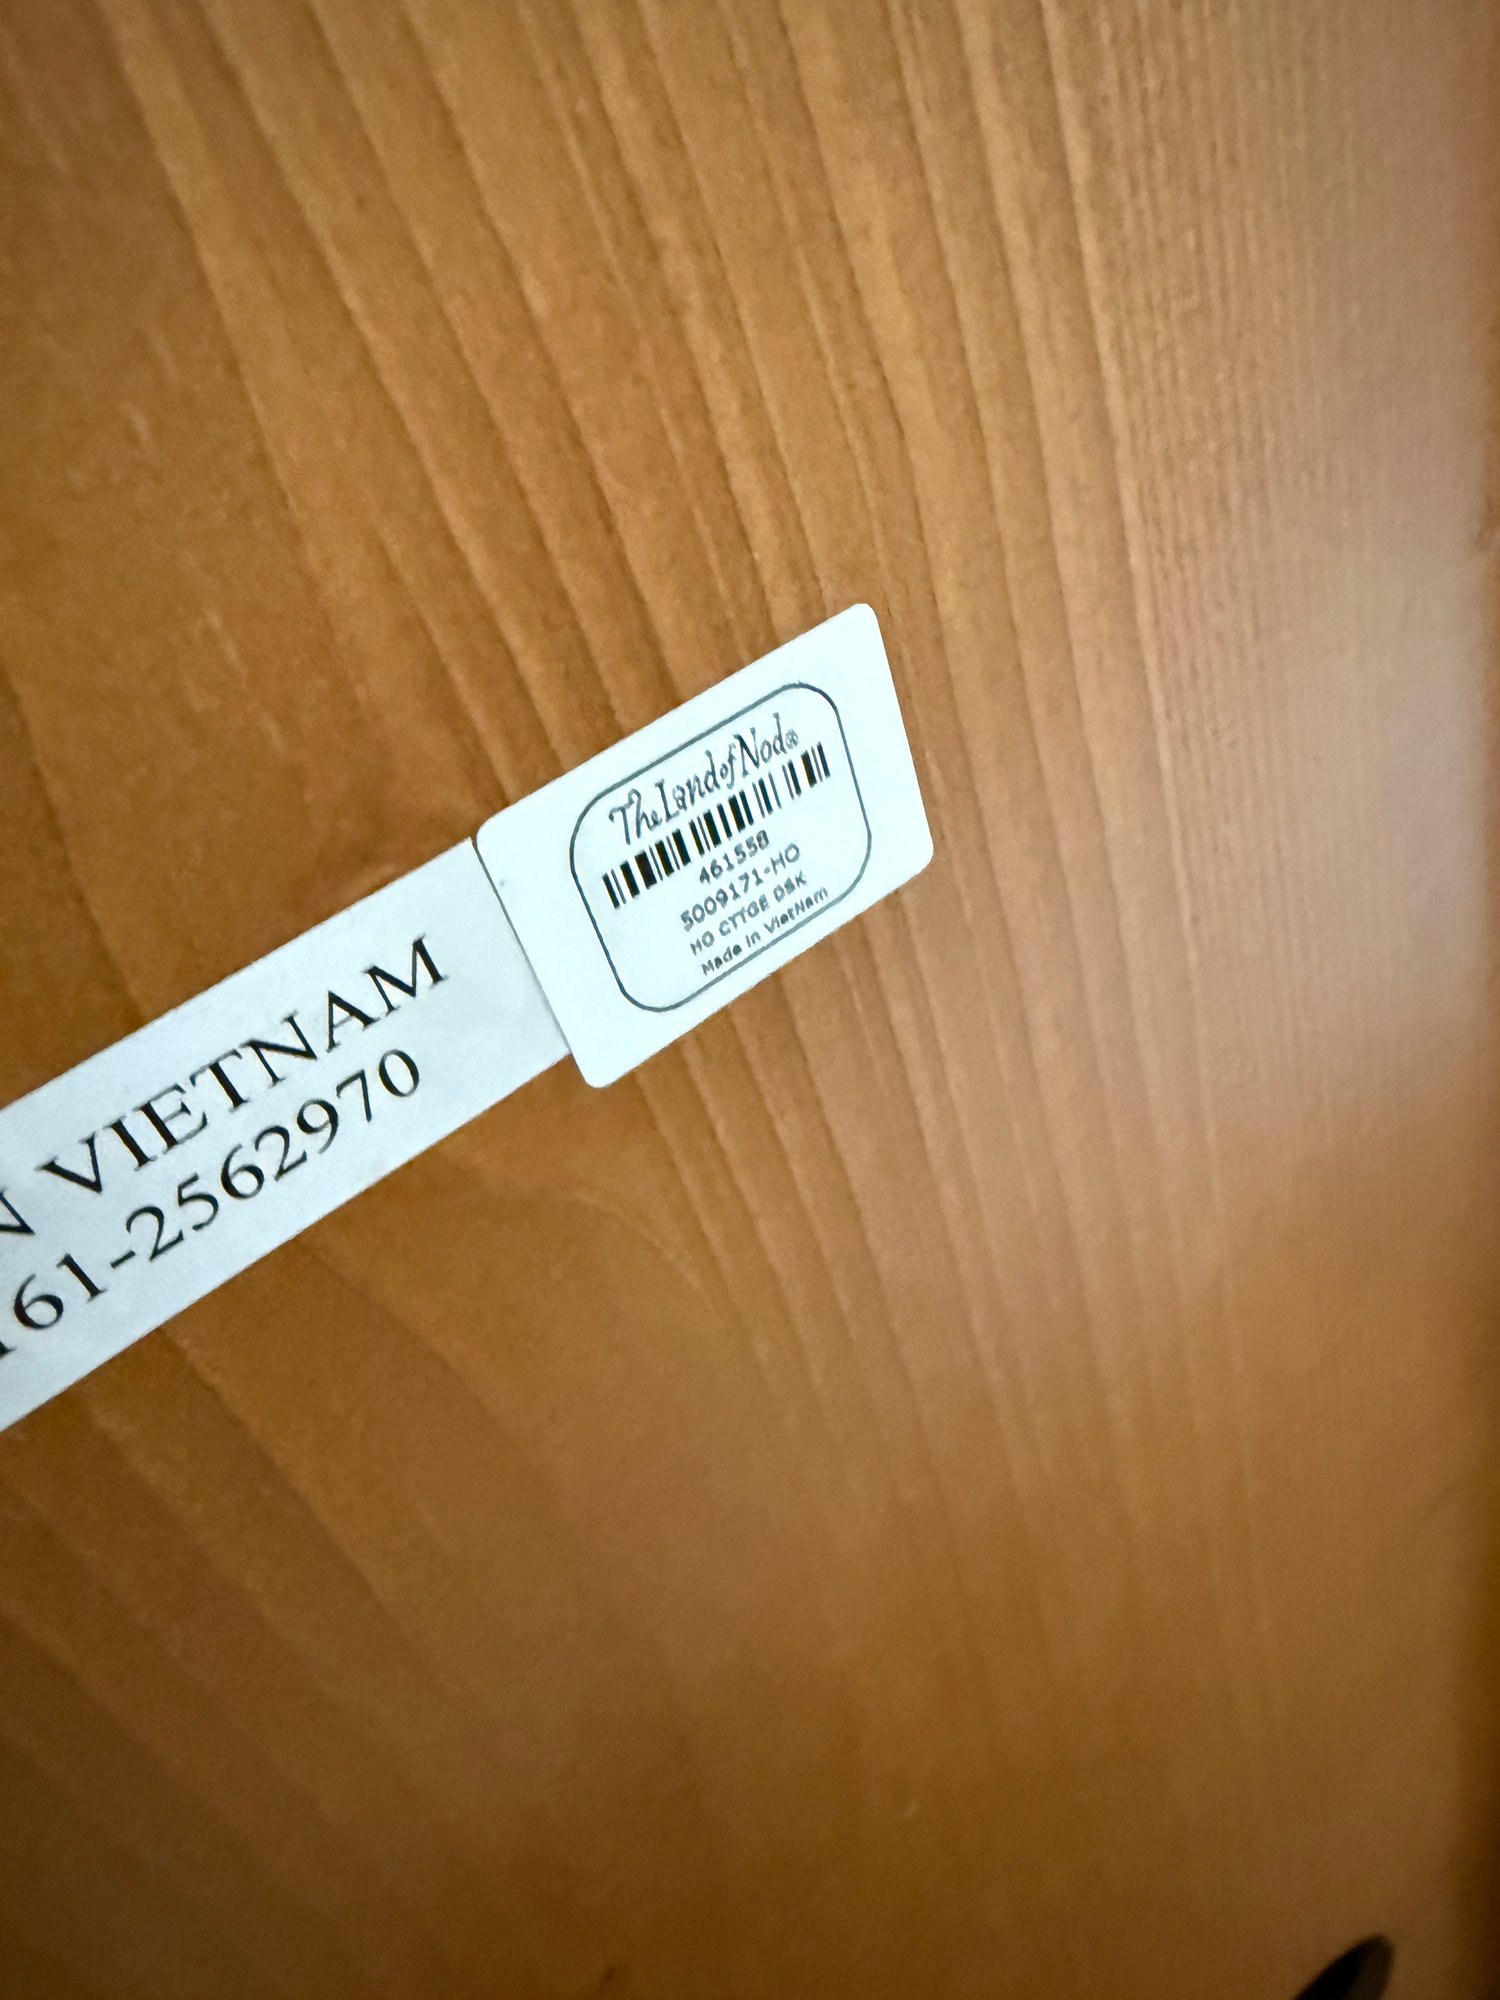 The Land of Nod®
461558
5009171-HO
HO CTTGE DSK
Made in VietNam
VIETNAM
161-2562970